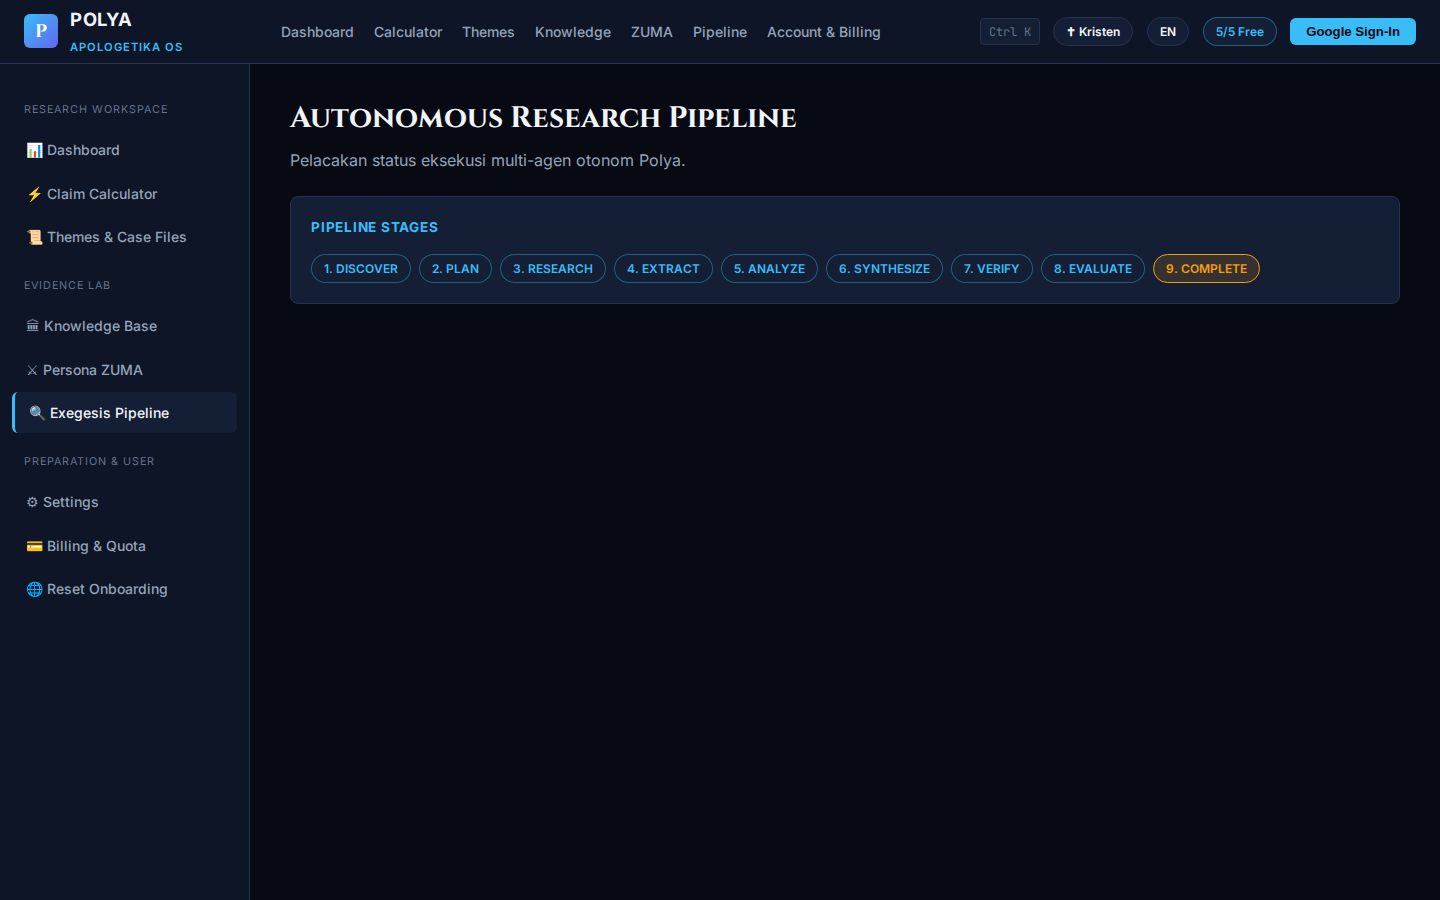 P
POLYA
APOLOGETIKA OS
Dashboard Calculator Themes Knowledge ZUMA Pipeline Account & Billing
Ctrl K
✝ Kristen
EN
5/5 Free
Google Sign-In
RESEARCH WORKSPACE
📊 Dashboard
⚡ Claim Calculator
📜 Themes & Case Files
EVIDENCE LAB
🏛 Knowledge Base
⚔ Persona ZUMA
🔍 Exegesis Pipeline
PREPARATION & USER
⚙ Settings
💳 Billing & Quota
🌐 Reset Onboarding
Autonomous Research Pipeline
Pelacakan status eksekusi multi-agen otonom Polya.
PIPELINE STAGES
1. DISCOVER 2. PLAN 3. RESEARCH 4. EXTRACT 5. ANALYZE 6. SYNTHESIZE 7. VERIFY 8. EVALUATE 9. COMPLETE